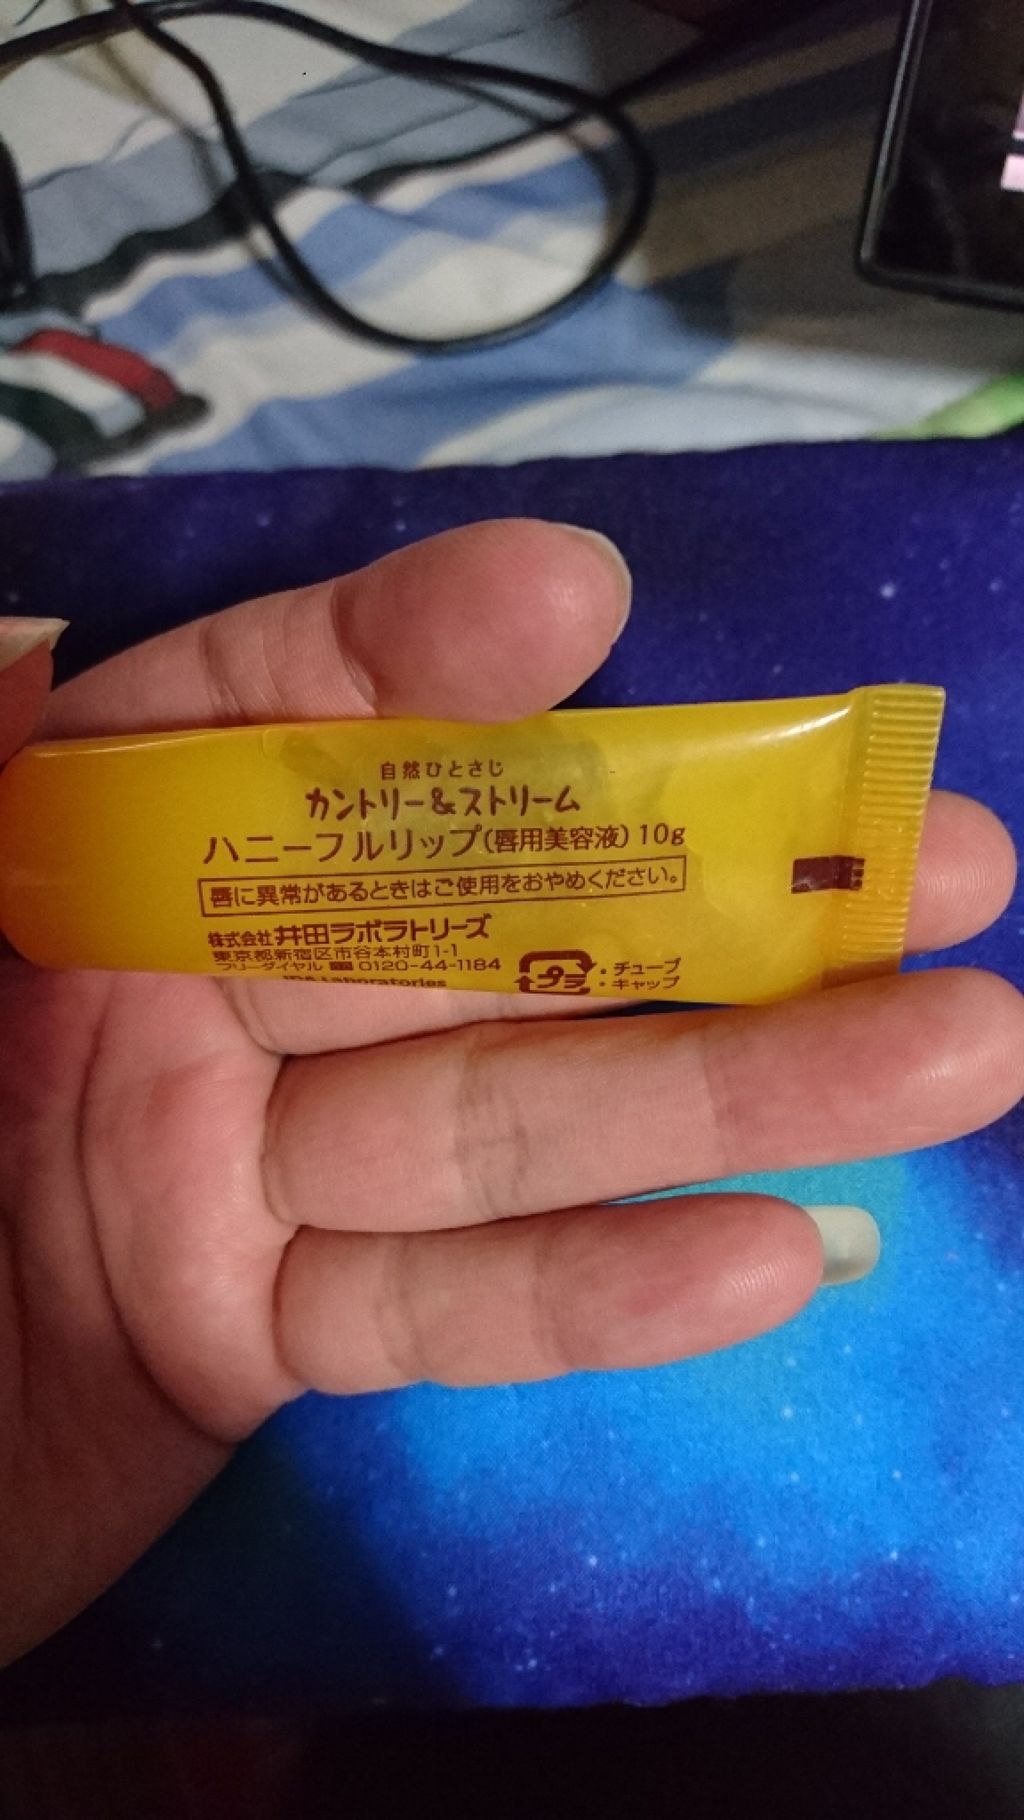 自然ひとさじ
カントリー&ストリーム
ハニーフルリップ(唇用美容液) 10g
唇に異常があるときはご使用をおやめください。
株式会社 井田ラボラトリーズ
東京都新宿区市谷本村町1-1
フリーダイヤル 0120-44-1184
IDA Laboratories
プラ
・チューブ
・キャップ